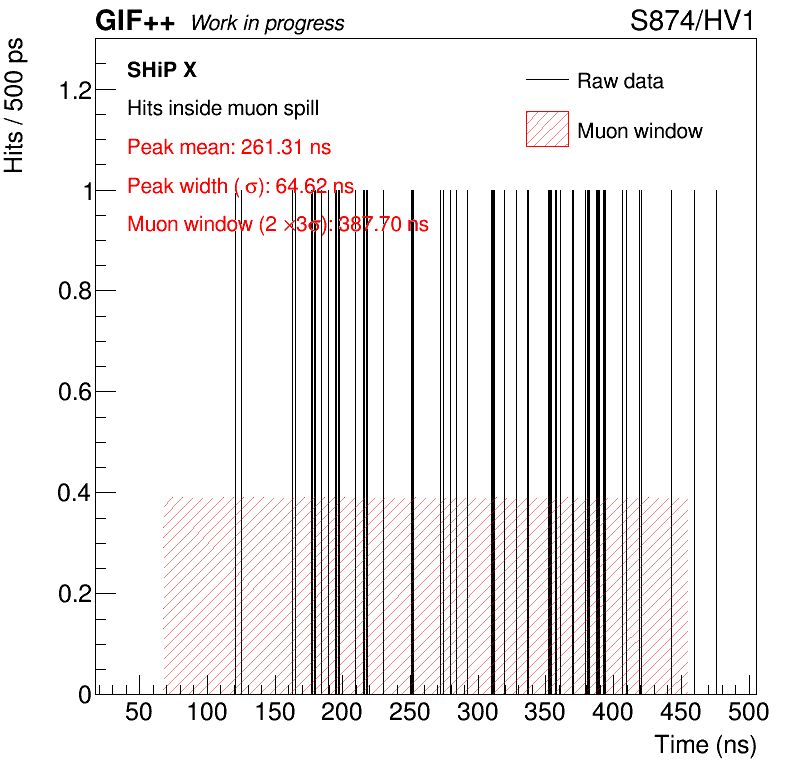 GIF++ Work in progress S874/HV1
Hits / 500 ps
SHiP X
Hits inside muon spill
Peak mean: 261.31 ns
Peak width (σ): 64.62 ns
Muon window (2 ×3σ): 387.70 ns
Raw data
Muon window
1.2
1
0.8
0.6
0.4
0.2
0
50 100 150 200 250 300 350 400 450 500
Time (ns)